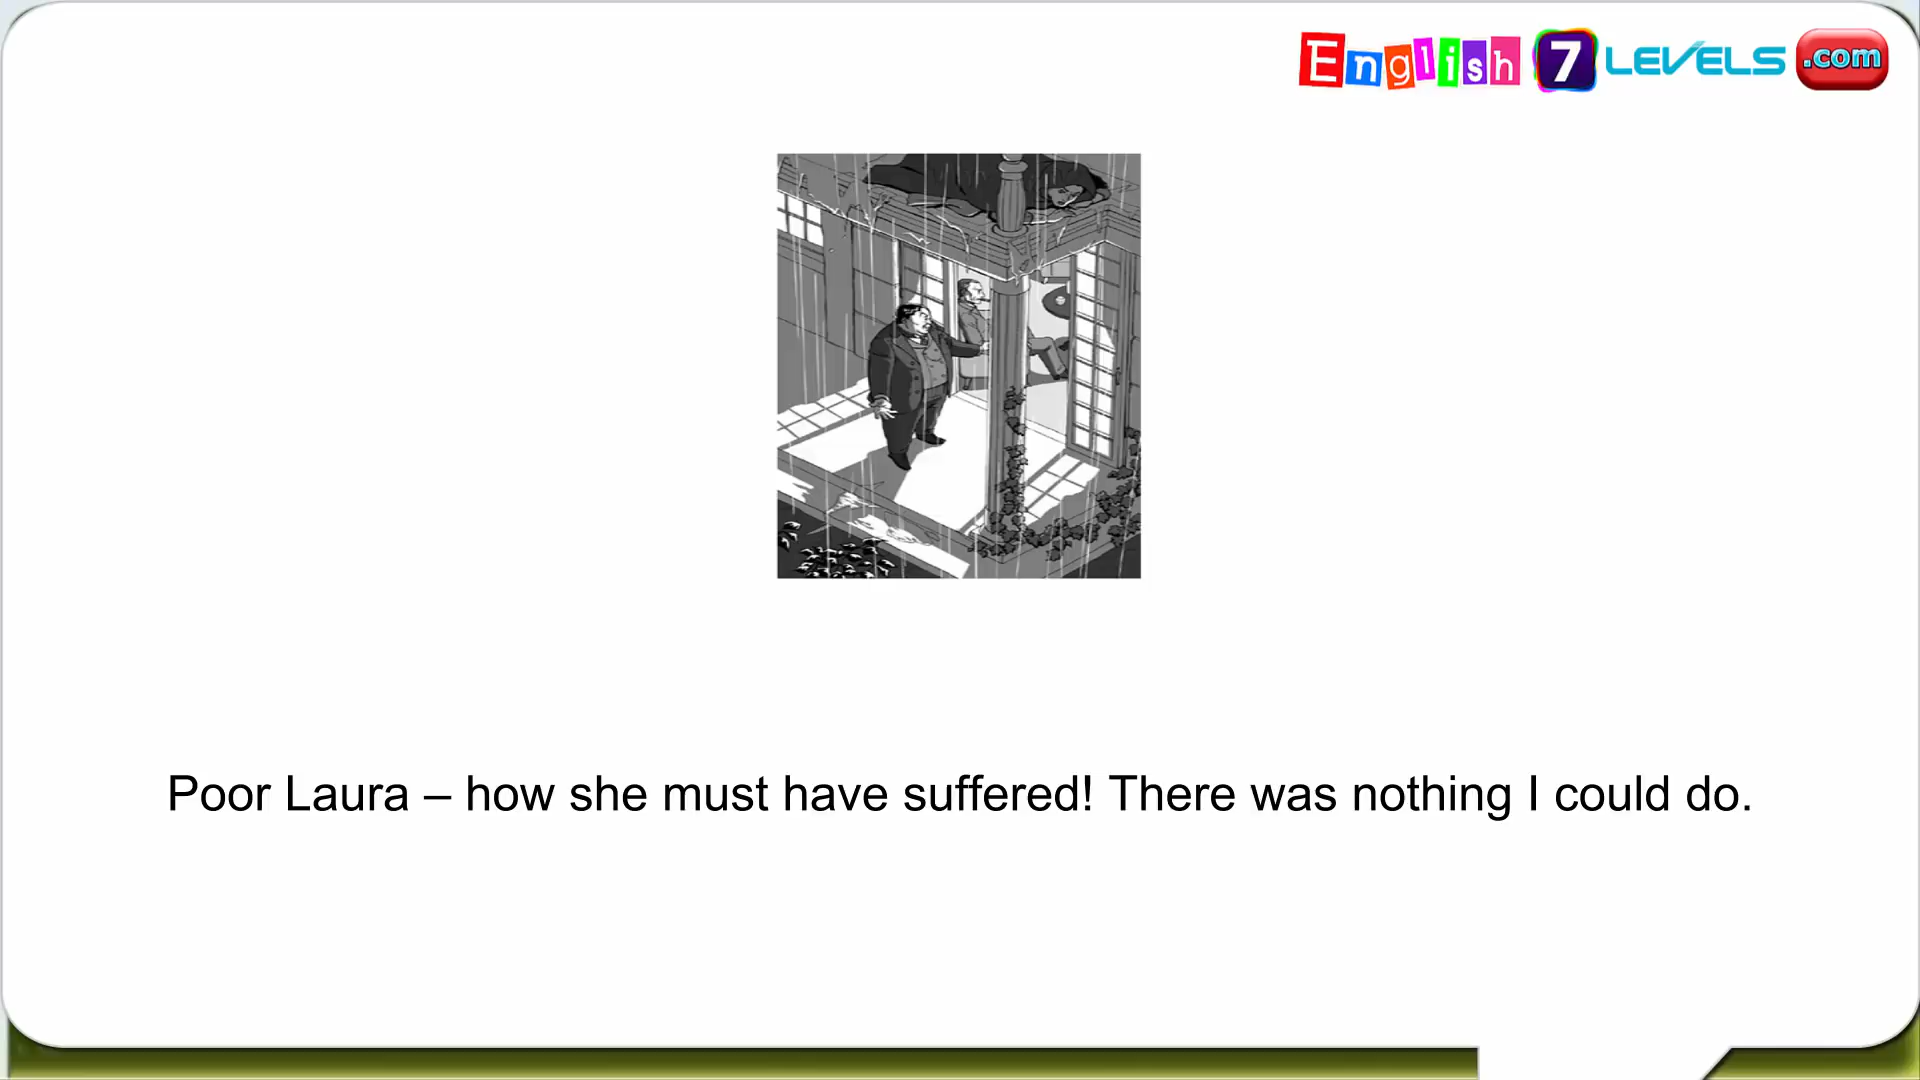 English 7 LEVELS .com
Poor Laura – how she must have suffered! There was nothing I could do.